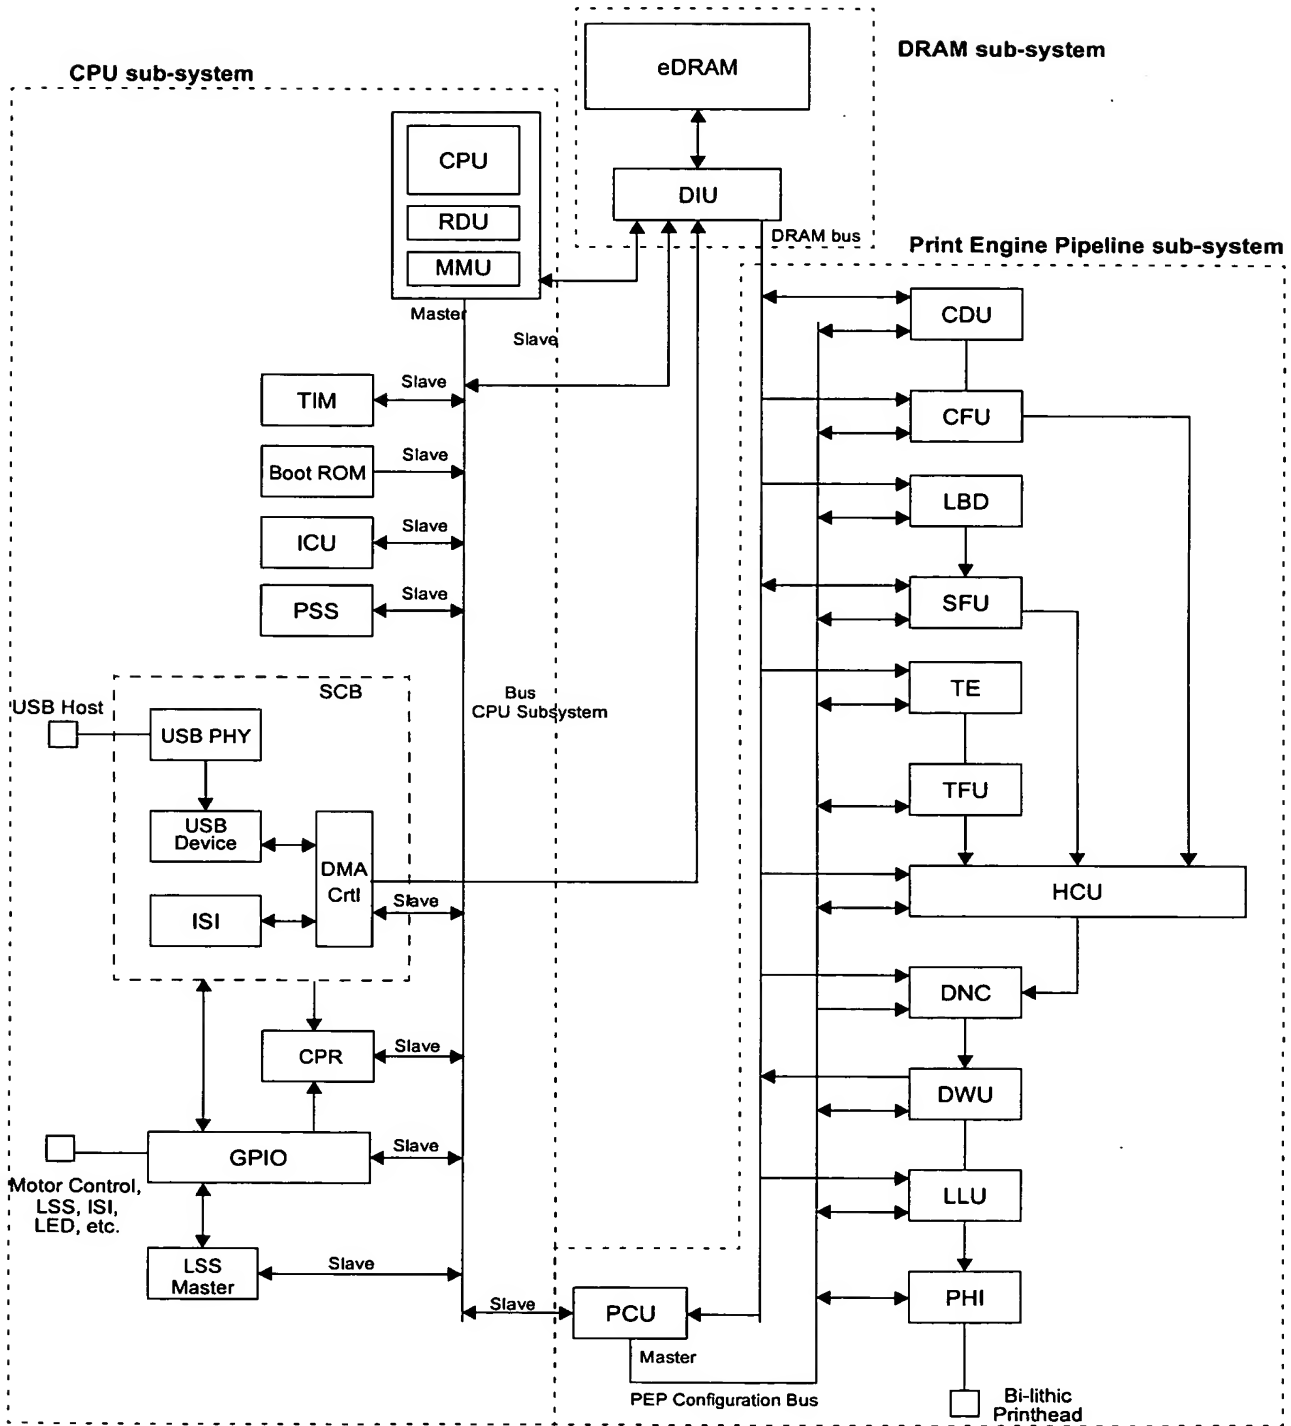 DRAM sub-system
CPU sub-system
eDRAM
CPU
RDU
MMU
Master
DIU
DRAM bus
Print Engine Pipeline sub-system
Slave
CDU
TIM
Slave
CFU
Boot ROM
Slave
LBD
ICU
Slave
PSS
Slave
SFU
SCB
Bus
CPU Subsystem
TE
USB Host
USB PHY
TFU
USB
Device
DMA
Crtl
Slave
HCU
ISI
DNC
CPR
Slave
DWU
GPIO
Slave
Motor Control,
LSS, ISI,
LED, etc.
LLU
LSS
Master
Slave
Slave
PCU
PHI
Master
PEP Configuration Bus
Bi-lithic
Printhead